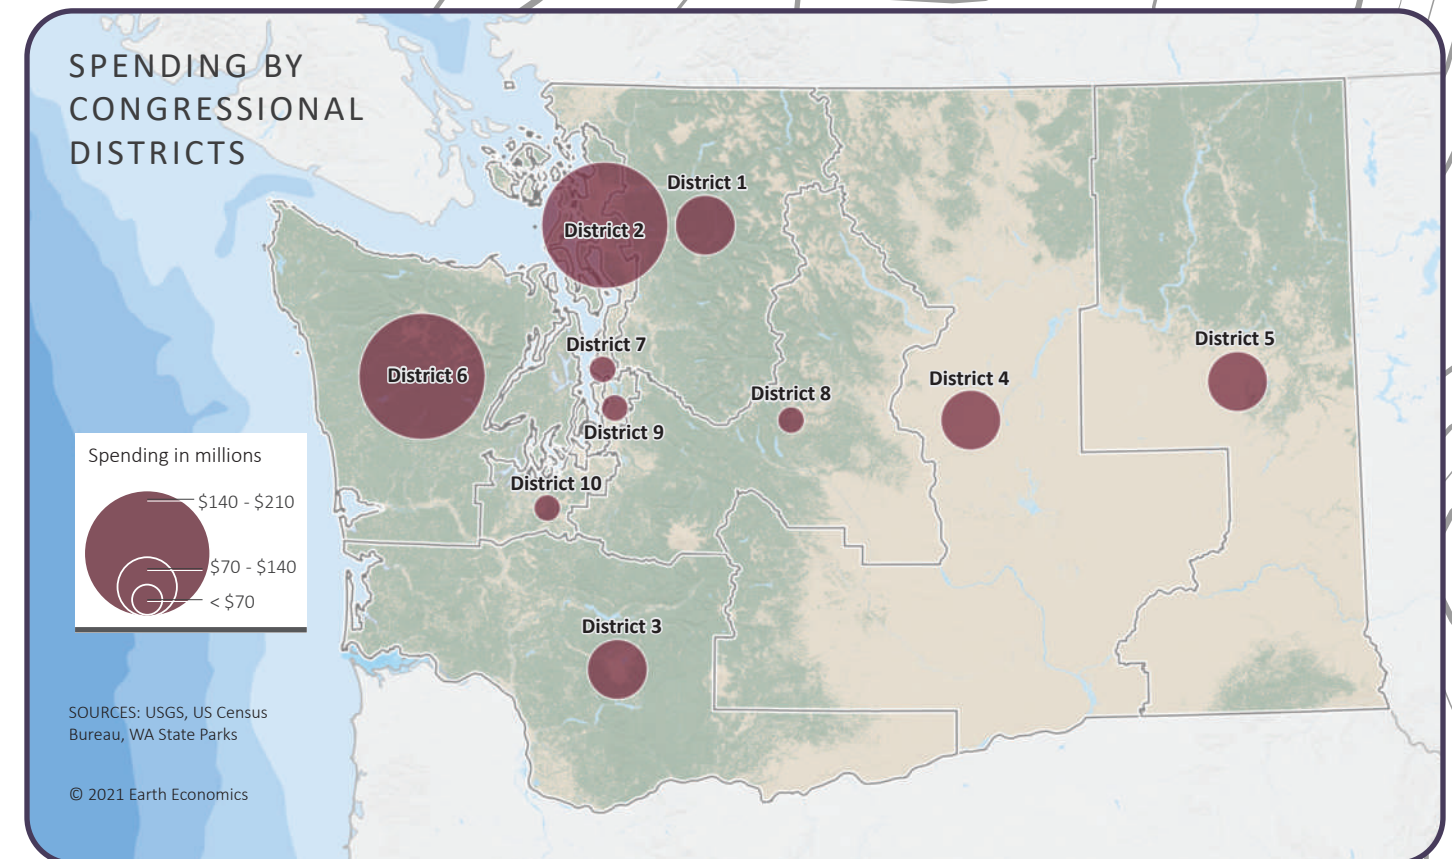 SPENDING BY
CONGRESSIONAL
DISTRICTS
District 1
District 2
District 7
District 6
District 5
District 4
District 8
District 9
District 10
District 3
Spending in millions
$140 - $210
$70 - $140
< $70
SOURCES: USGS, US Census
Bureau, WA State Parks
© 2021 Earth Economics